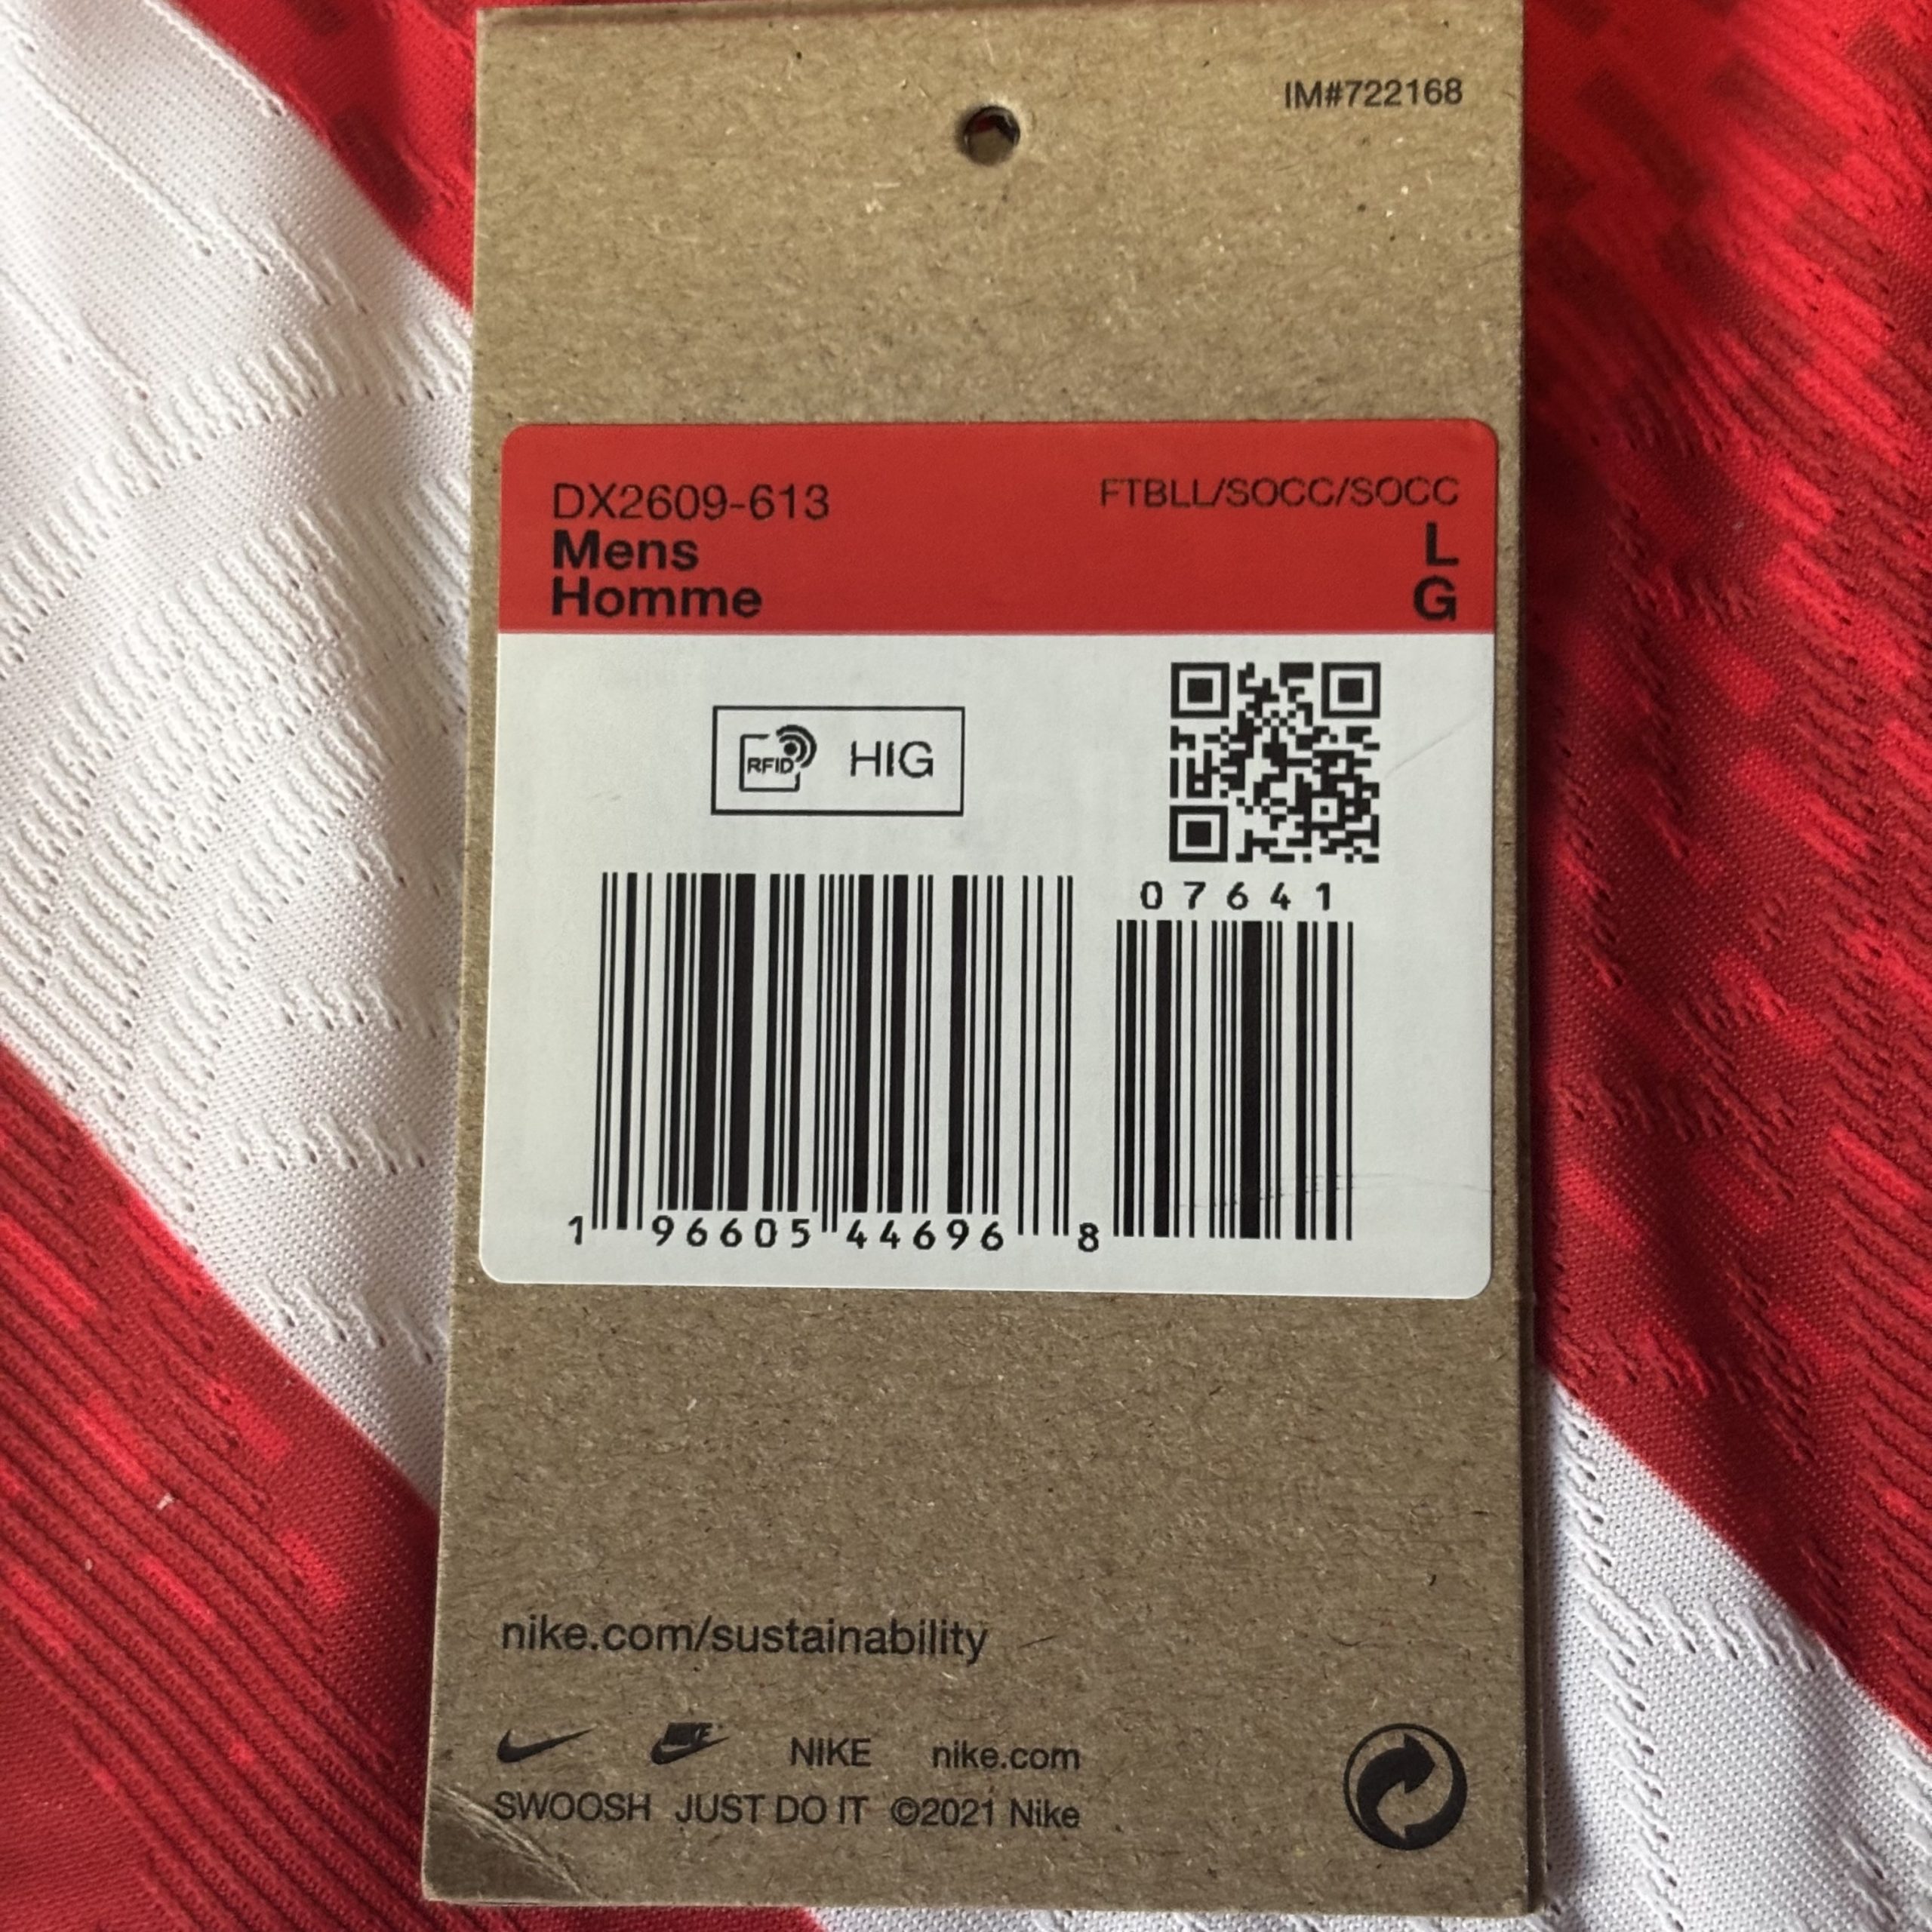 IM#722168
DX2609-613 FTBLL/SOCC/SOCC
Mens L
Homme G
RFID HIG
07641
1 96605 44696 8
nike.com/sustainability
NIKE NIKE nike.com
SWOOSH JUST DO IT ©2021 Nike